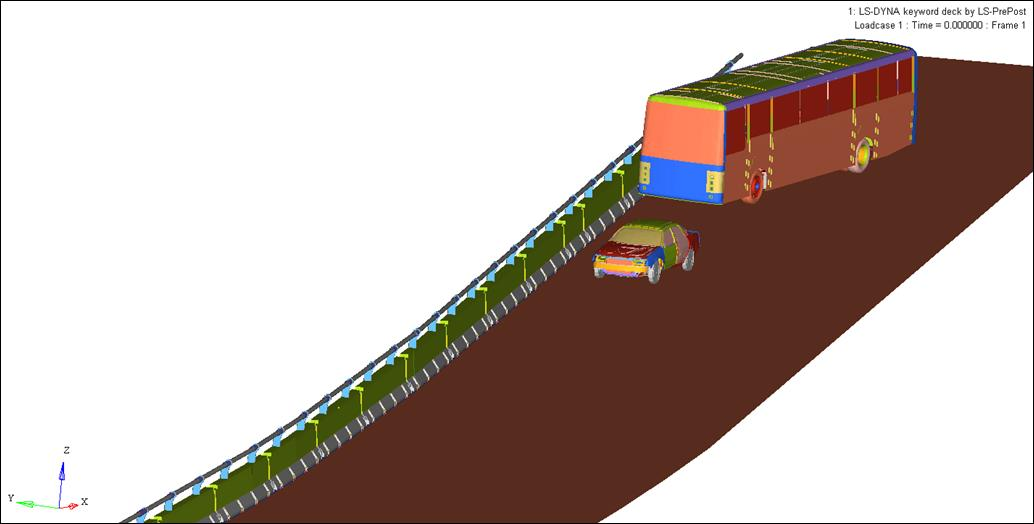 1: LS-DYNA keyword deck by LS-PrePost
Loadcase 1 : Time = 0.000000 : Frame 1
Z
Y
X